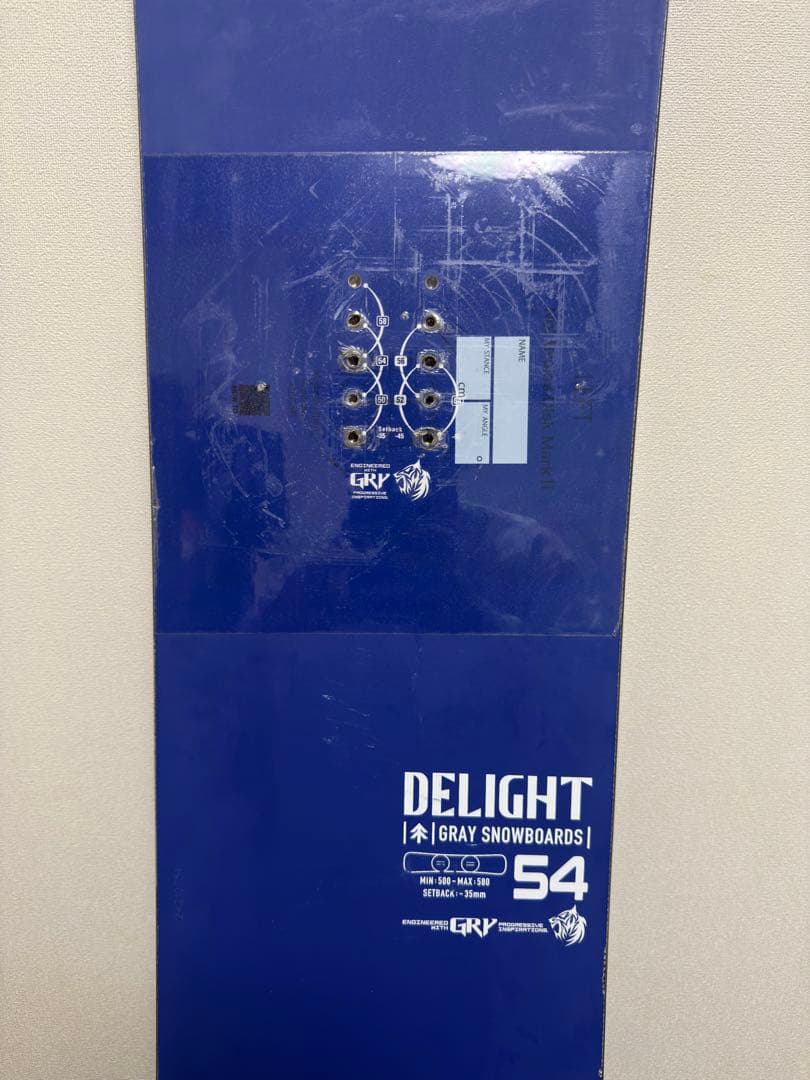 58
54
56
50
52
Setback
-35 -45
NAME
MY STANCE
cm
MY ANGLE
ENGINEERED
WITH
GRY
PROGRESSIVE
INSPIRATIONS
DELIGHT
GRAY SNOWBOARDS
54
MIN:500-MAX:580
SETBACK:-35mm
ENGINEERED
WITH
GRY
PROGRESSIVE
INSPIRATIONS